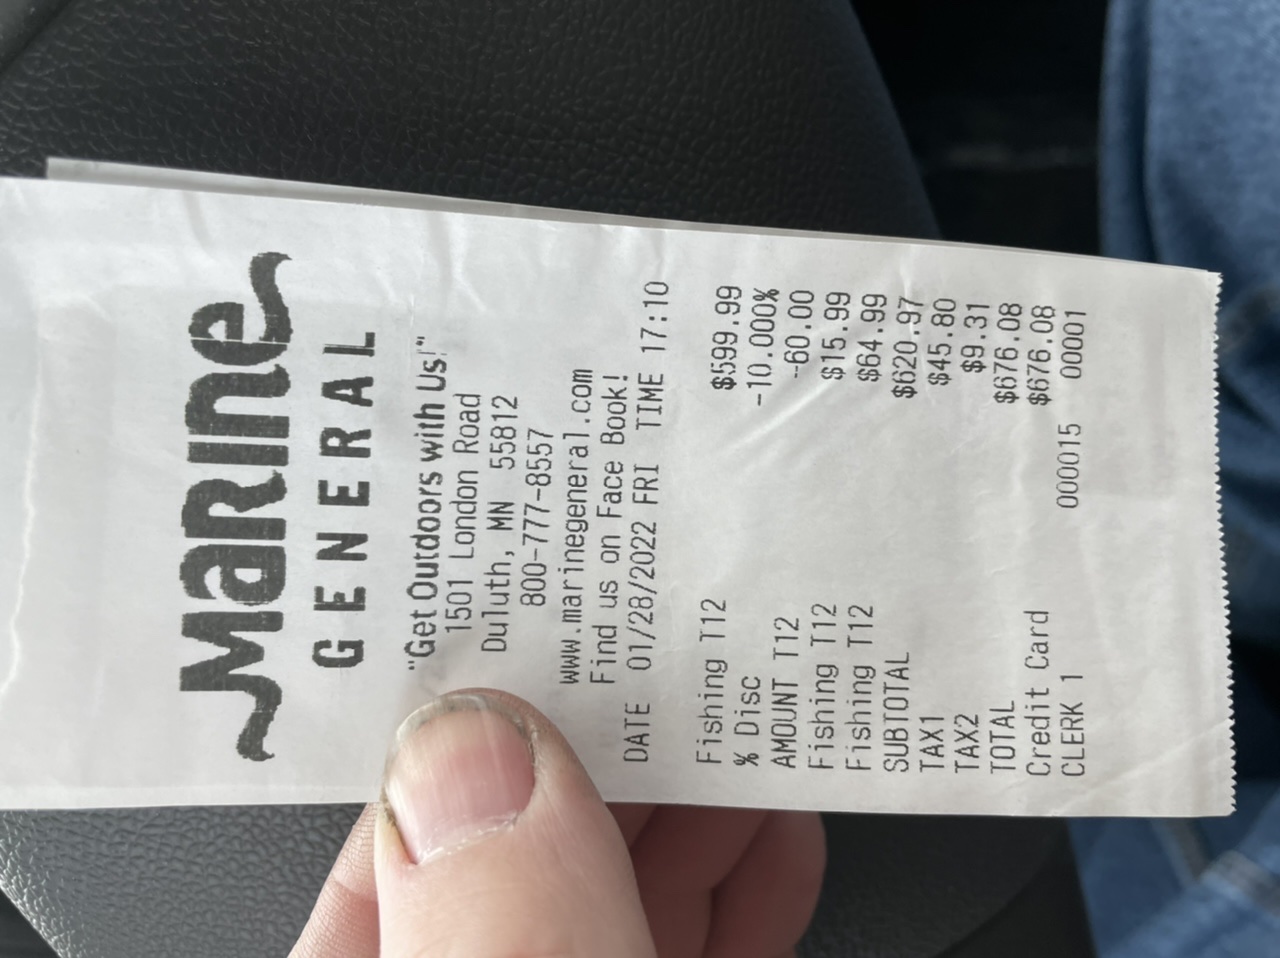 Marine
GENERAL
"Get Outdoors with Us!"
1501 London Road
Duluth, MN 55812
800-777-8557
www.marinegeneral.com
Find us on Face Book!
DATE 01/28/2022 FRI TIME 17:10
Fishing T12 $599.99
% Disc -10.000%
AMOUNT T12 -60.00
Fishing T12 $15.99
Fishing T12 $64.99
SUBTOTAL $620.97
TAX1 $45.80
TAX2 $9.31
TOTAL $676.08
Credit Card $676.08
CLERK 1 000015 00001